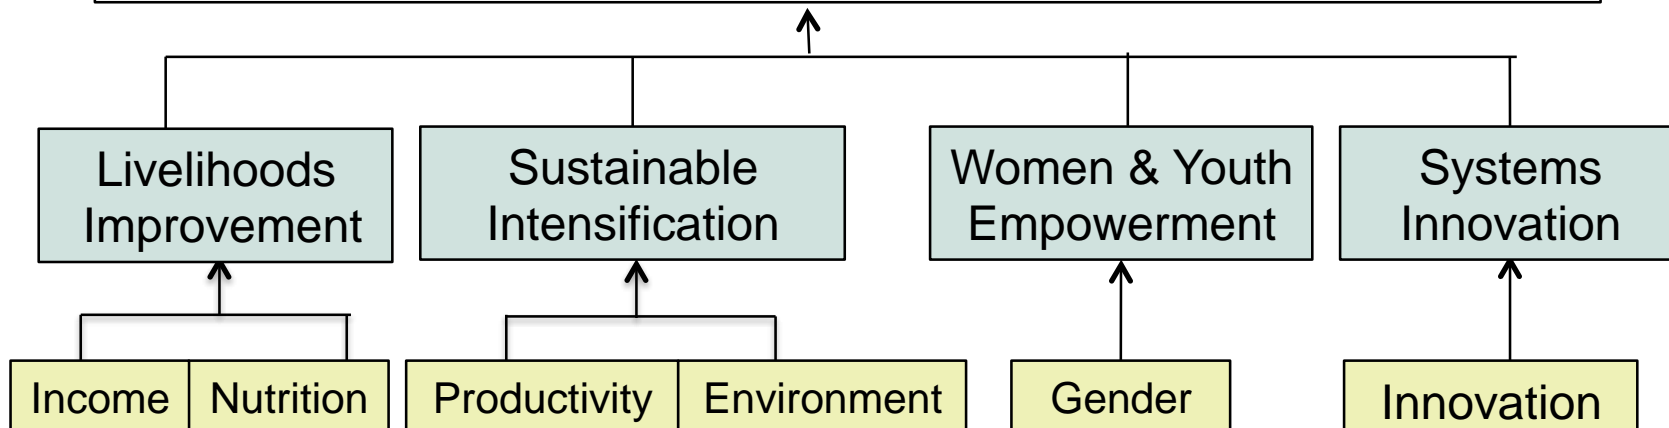 Livelihoods
Improvement
Sustainable
Intensification
Women & Youth
Empowerment
Systems
Innovation
Income
Nutrition
Productivity
Environment
Gender
Innovation